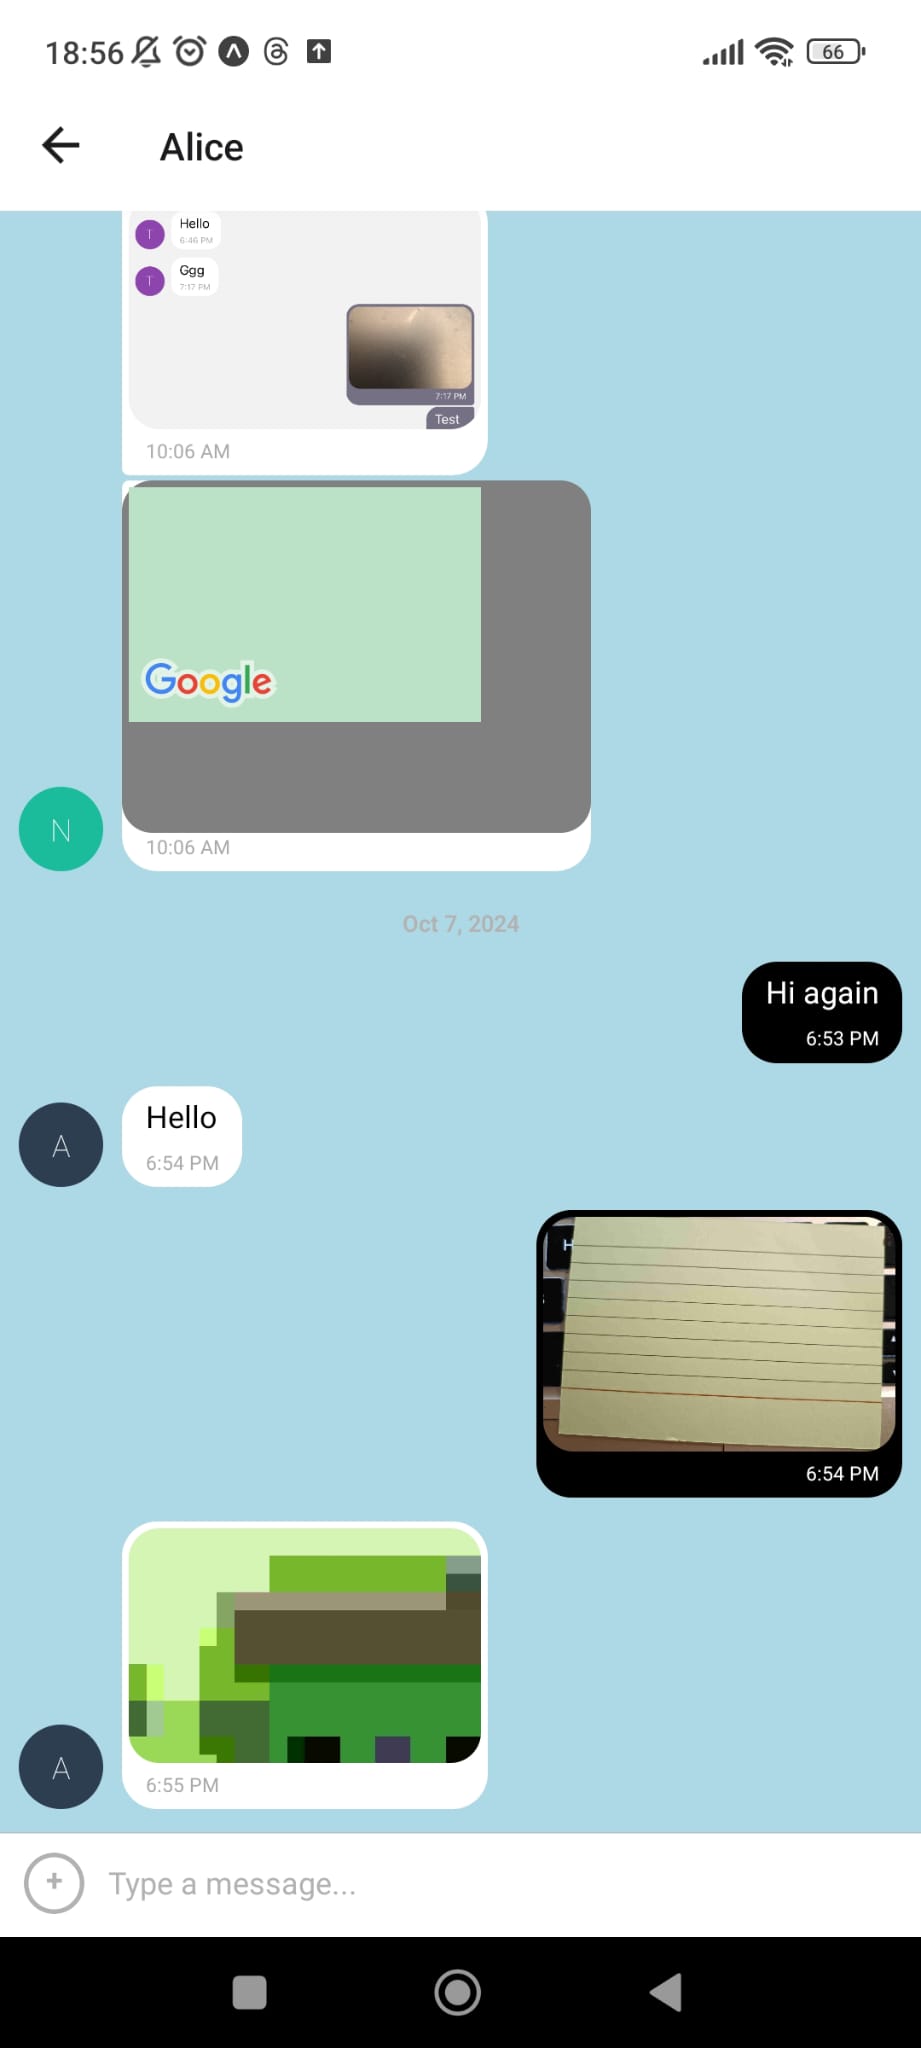 18:56
66
Alice
T
Hello
6:46 PM
T
Ggg
7:17 PM
7:17 PM
Test
10:06 AM
Google
N
10:06 AM
Oct 7, 2024
Hi again
6:53 PM
Hello
A
6:54 PM
H
6:54 PM
A
6:55 PM
Type a message...